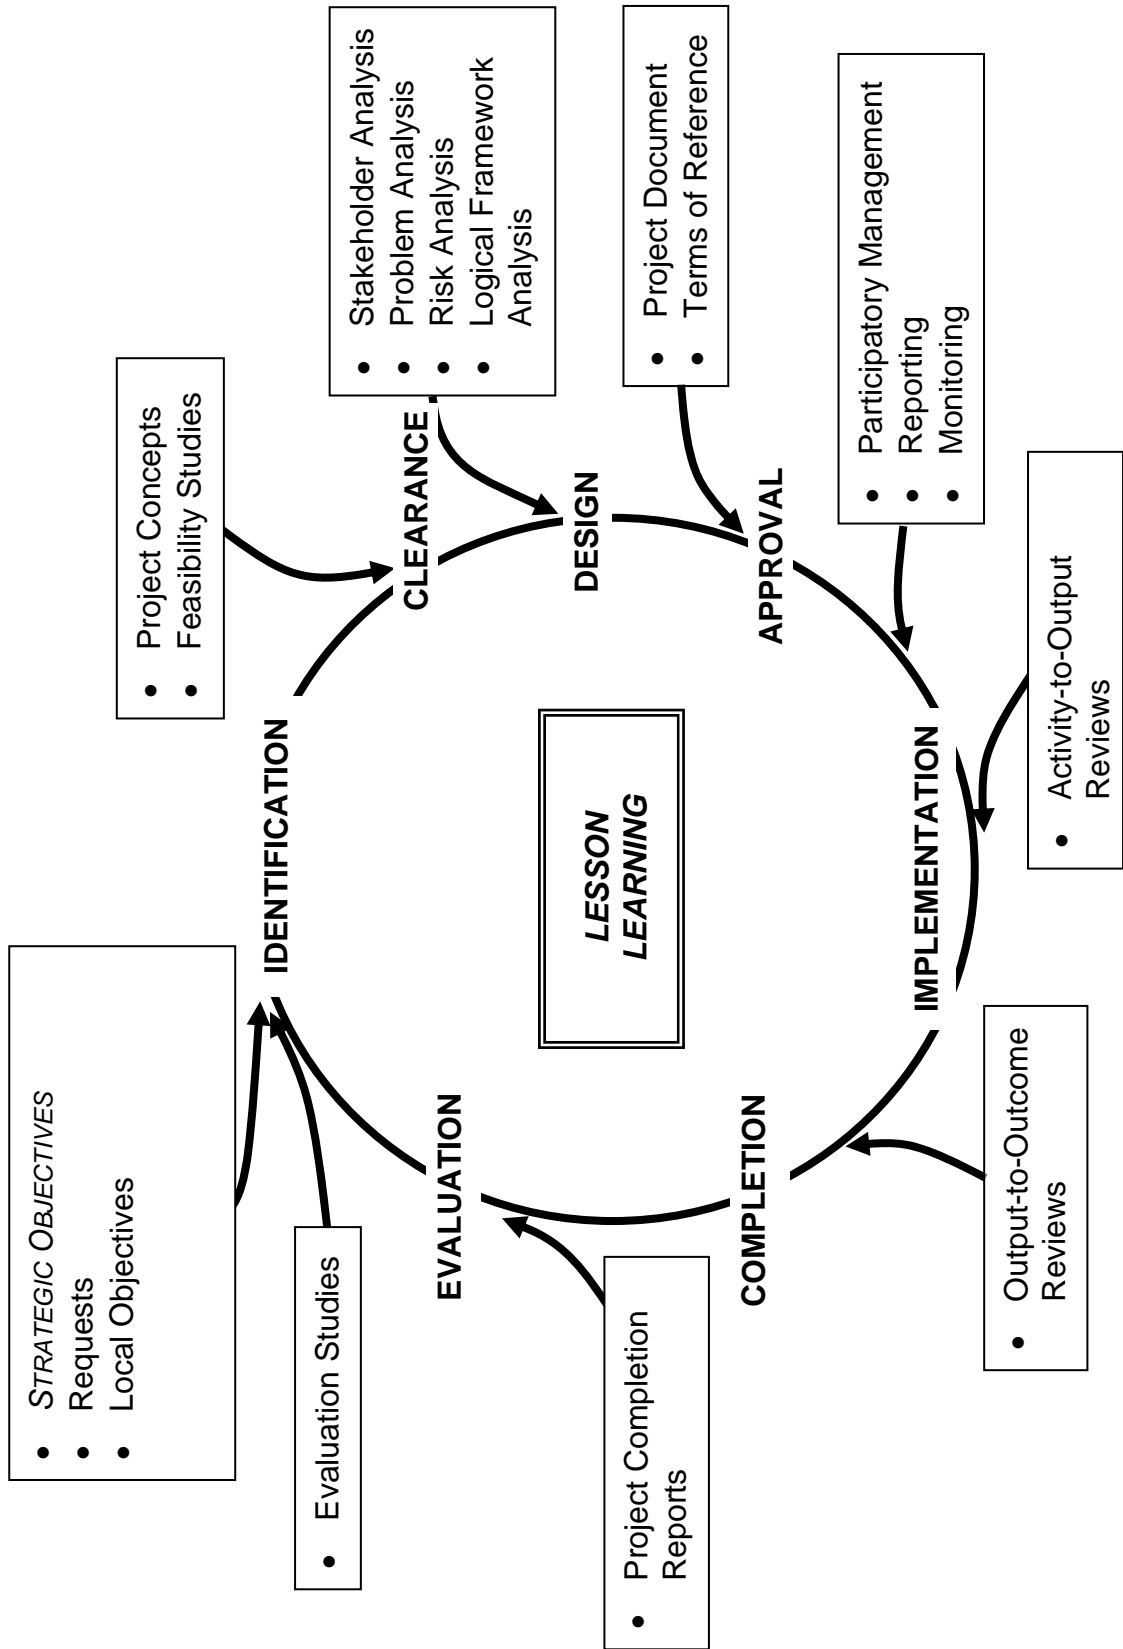 • STRATEGIC OBJECTIVES
• Requests
• Local Objectives
IDENTIFICATION
• Project Concepts
• Feasibility Studies
CLEARANCE
• Stakeholder Analysis
• Problem Analysis
• Risk Analysis
• Logical Framework
Analysis
DESIGN
• Project Document
• Terms of Reference
APPROVAL
• Participatory Management
• Reporting
• Monitoring
IMPLEMENTATION
• Activity-to-Output
Reviews
• Output-to-Outcome
Reviews
COMPLETION
• Project Completion
Reports
EVALUATION
• Evaluation Studies
LESSON
LEARNING